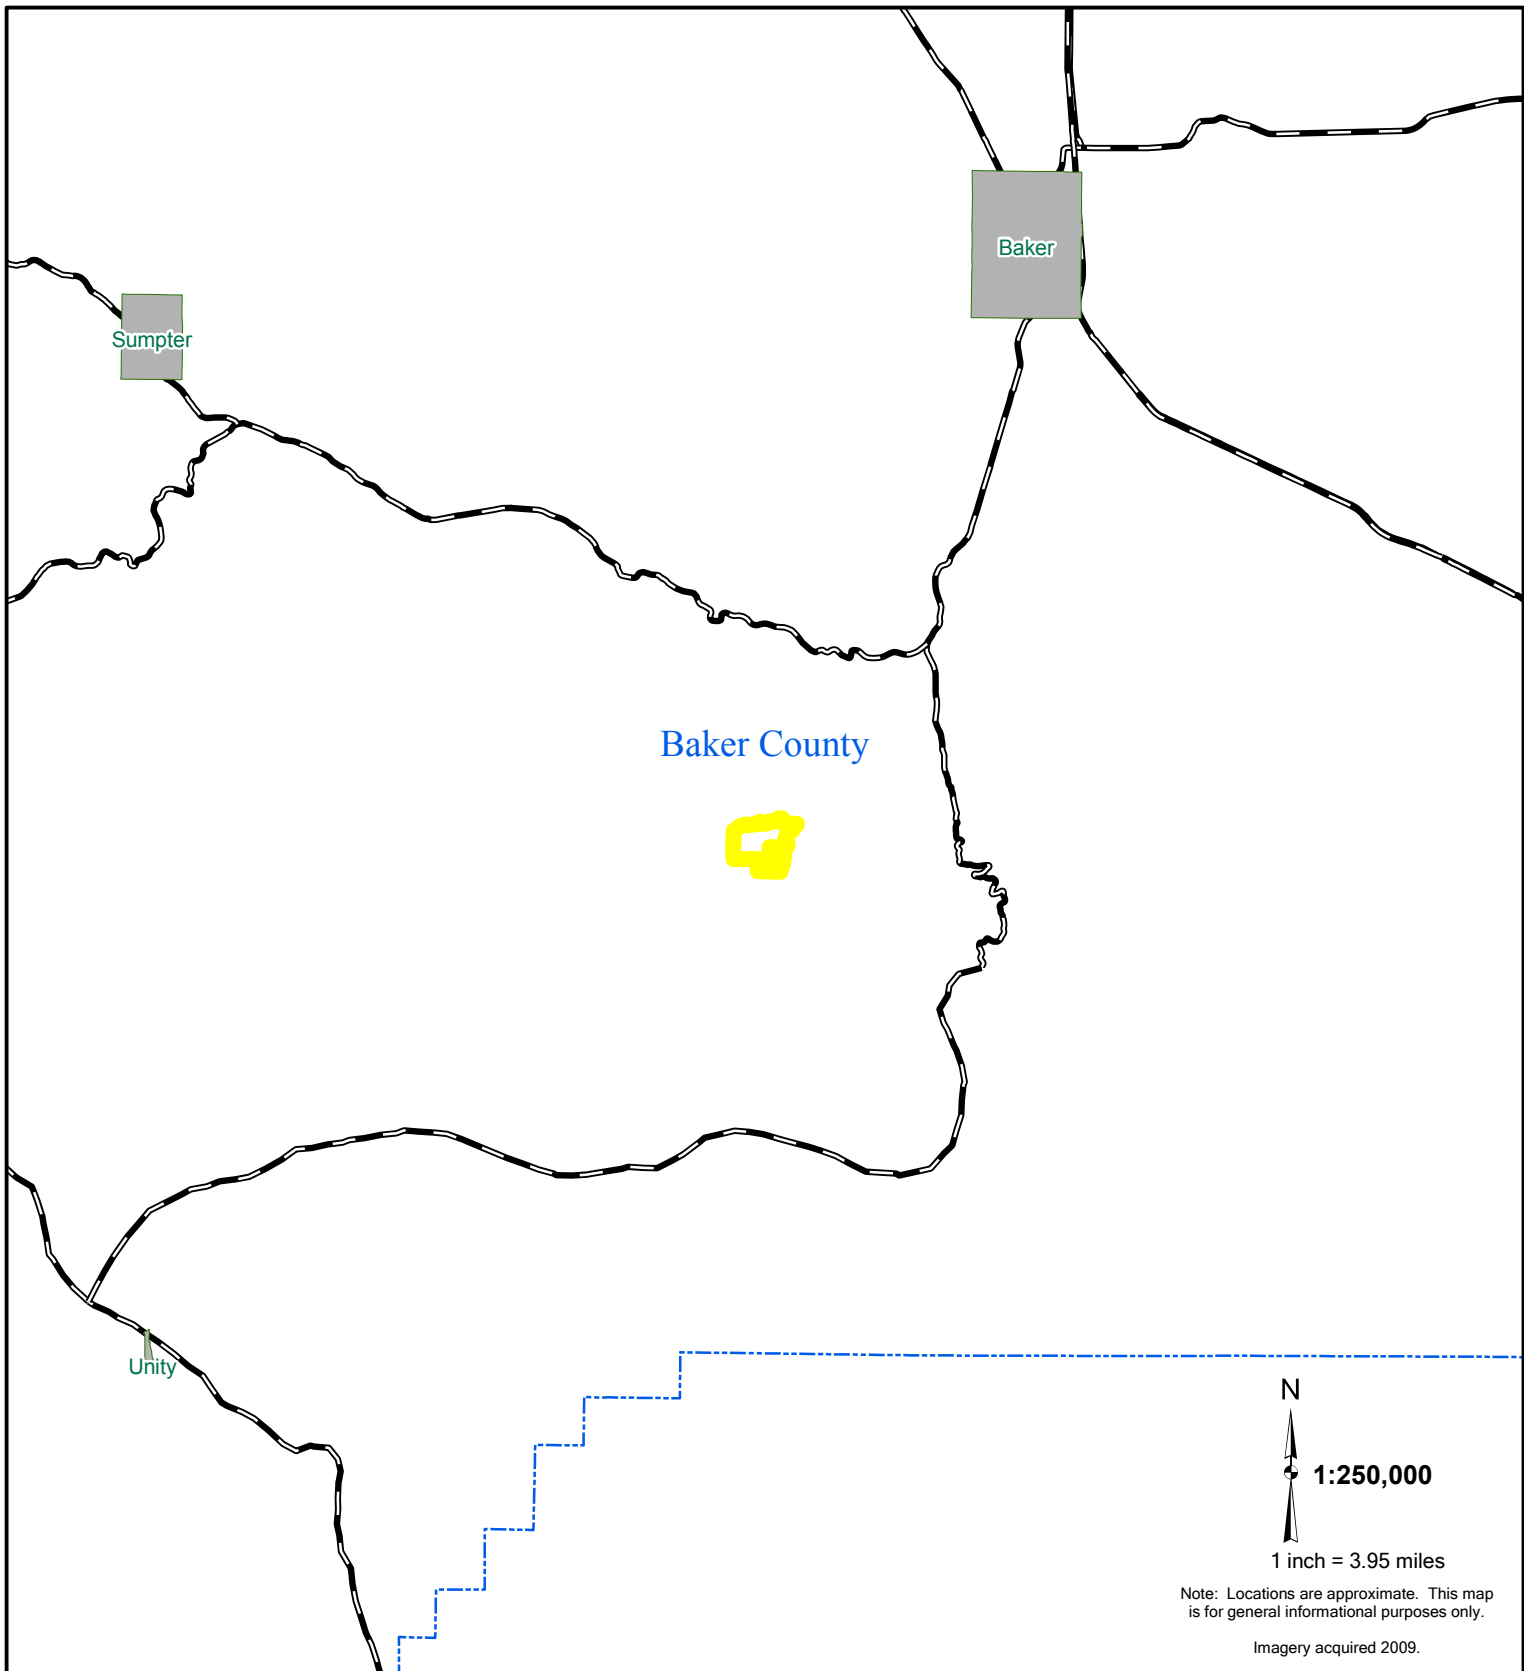 Baker
Sumpter
Baker County
Unity
N
1:250,000
1 inch = 3.95 miles
Note:  Locations are approximate.  This map
is for general informational purposes only.
Imagery acquired 2009.